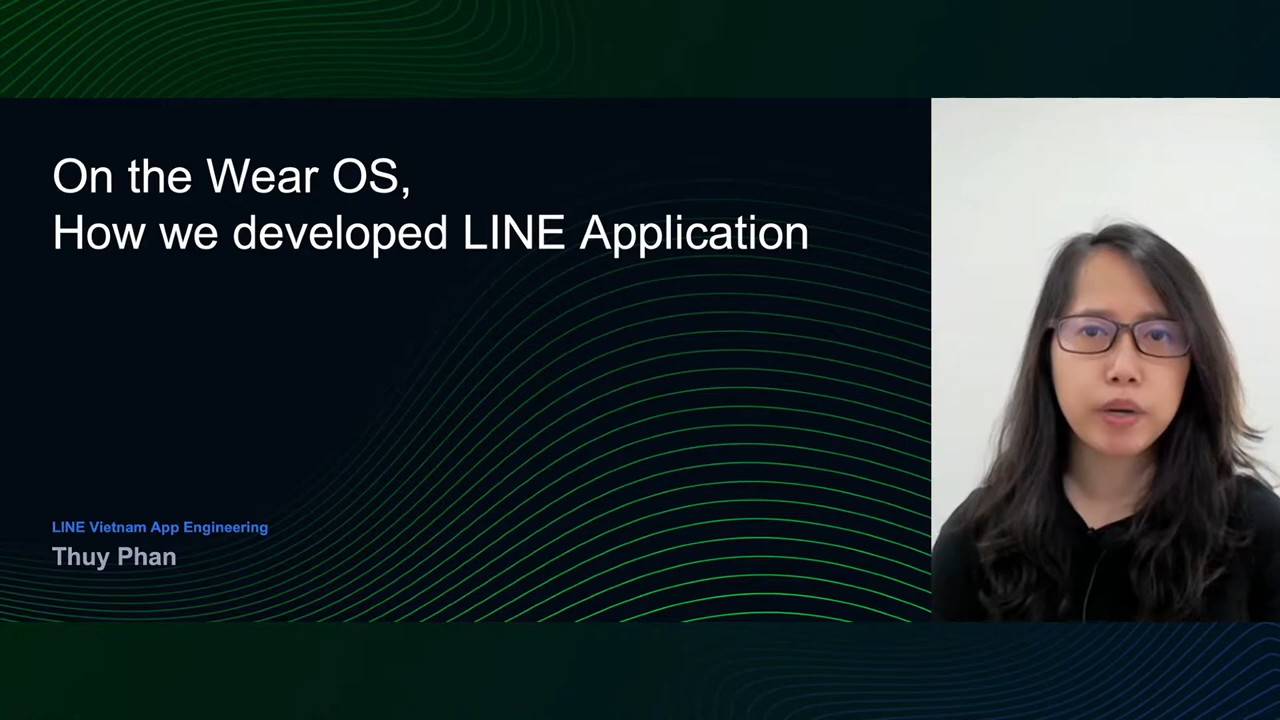 On the Wear OS,
How we developed LINE Application
LINE Vietnam App Engineering
Thuy Phan